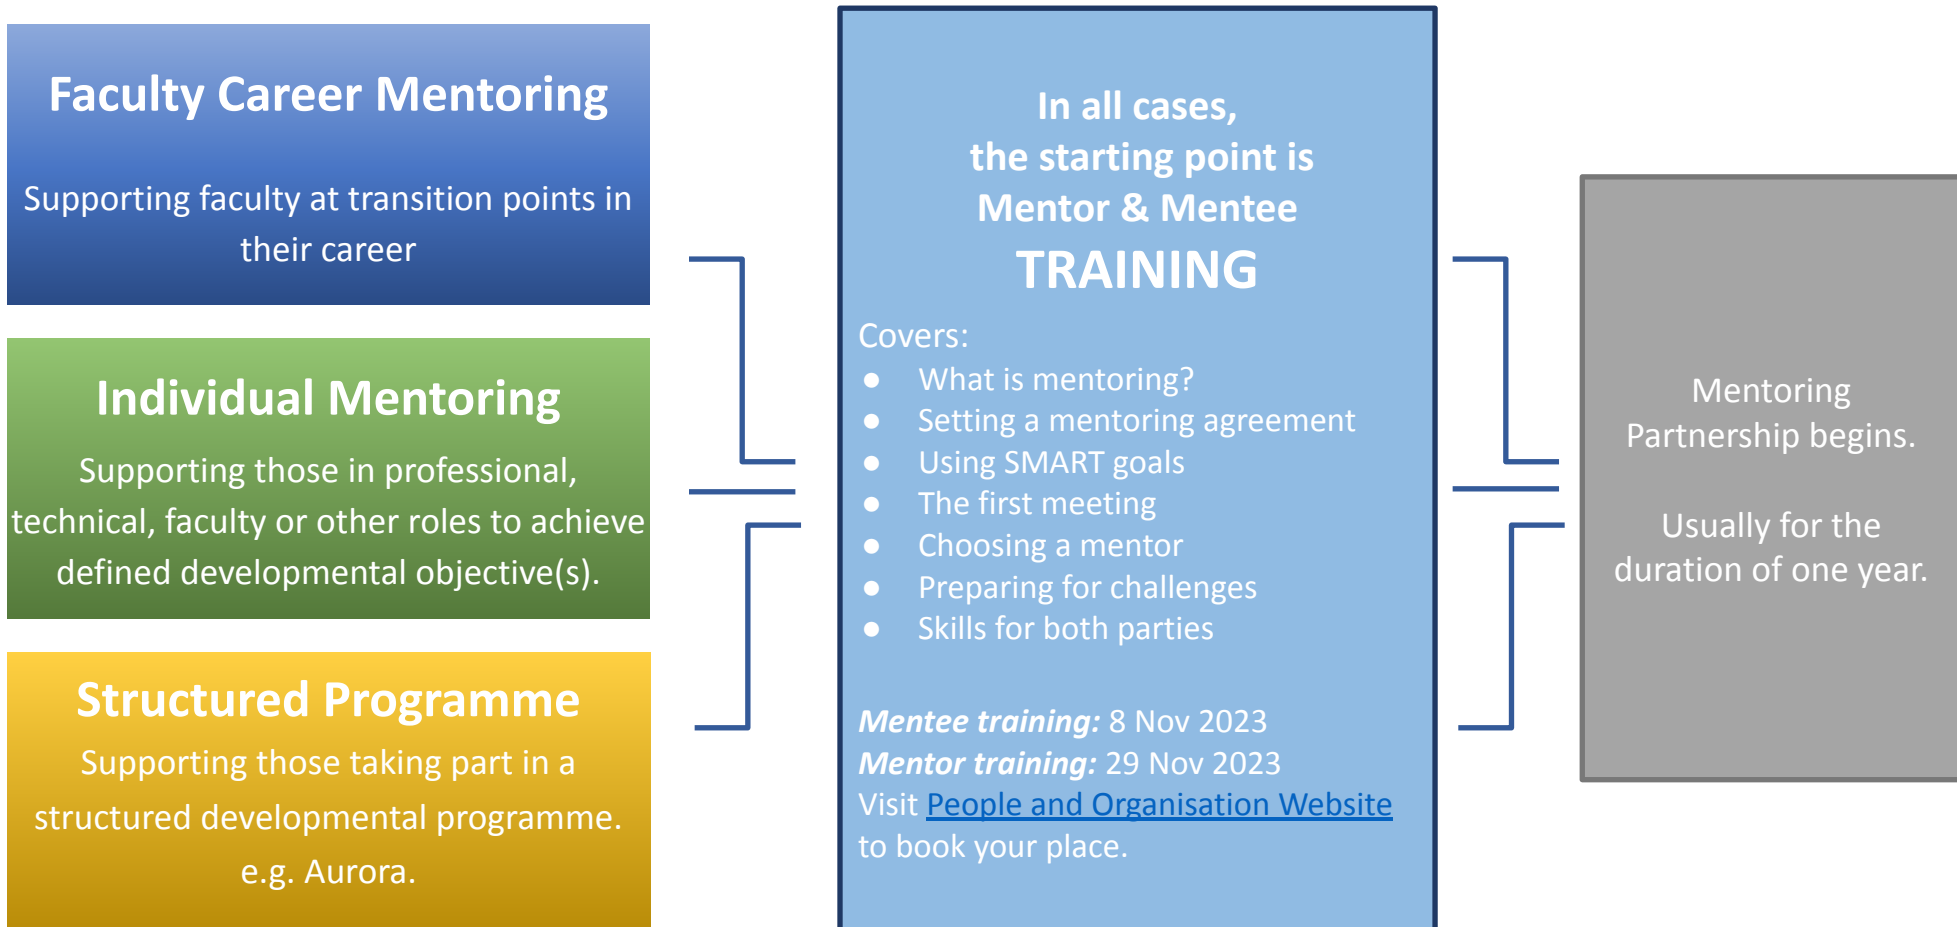 Faculty Career Mentoring
Supporting faculty at transition points in
their career
Individual Mentoring
Supporting those in professional,
technical, faculty or other roles to achieve
defined developmental objective(s).
Structured Programme
Supporting those taking part in a
structured developmental programme.
e.g. Aurora.
In all cases,
the starting point is
Mentor & Mentee
TRAINING
Covers:
● What is mentoring?
● Setting a mentoring agreement
● Using SMART goals
● The first meeting
● Choosing a mentor
● Preparing for challenges
● Skills for both parties
Mentee training: 8 Nov 2023
Mentor training: 29 Nov 2023
Visit People and Organisation Website
to book your place.
Mentoring
Partnership begins.
Usually for the
duration of one year.